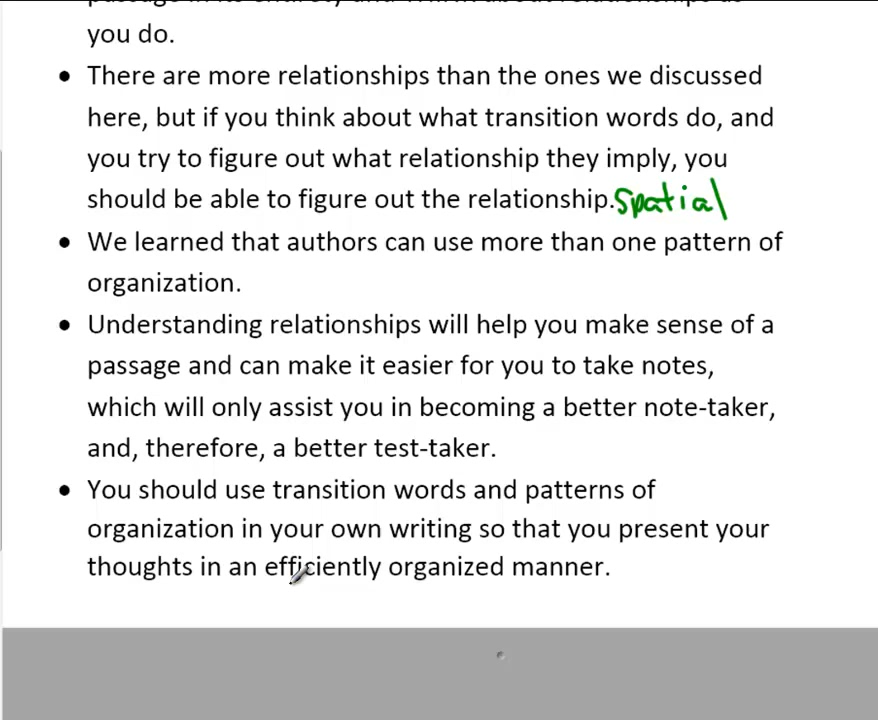 you do.
• There are more relationships than the ones we discussed
here, but if you think about what transition words do, and
you try to figure out what relationship they imply, you
should be able to figure out the relationship. Spatial
• We learned that authors can use more than one pattern of
organization.
• Understanding relationships will help you make sense of a
passage and can make it easier for you to take notes,
which will only assist you in becoming a better note-taker,
and, therefore, a better test-taker.
• You should use transition words and patterns of
organization in your own writing so that you present your
thoughts in an efficiently organized manner.